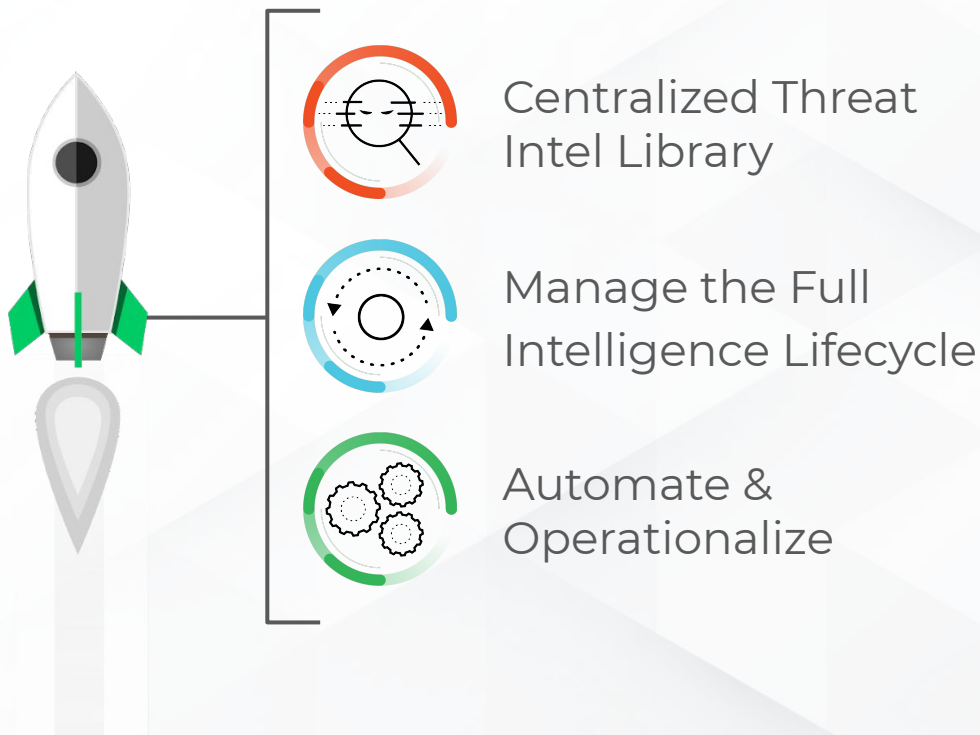 Centralized Threat
Intel Library
Manage the Full
Intelligence Lifecycle
Automate &
Operationalize